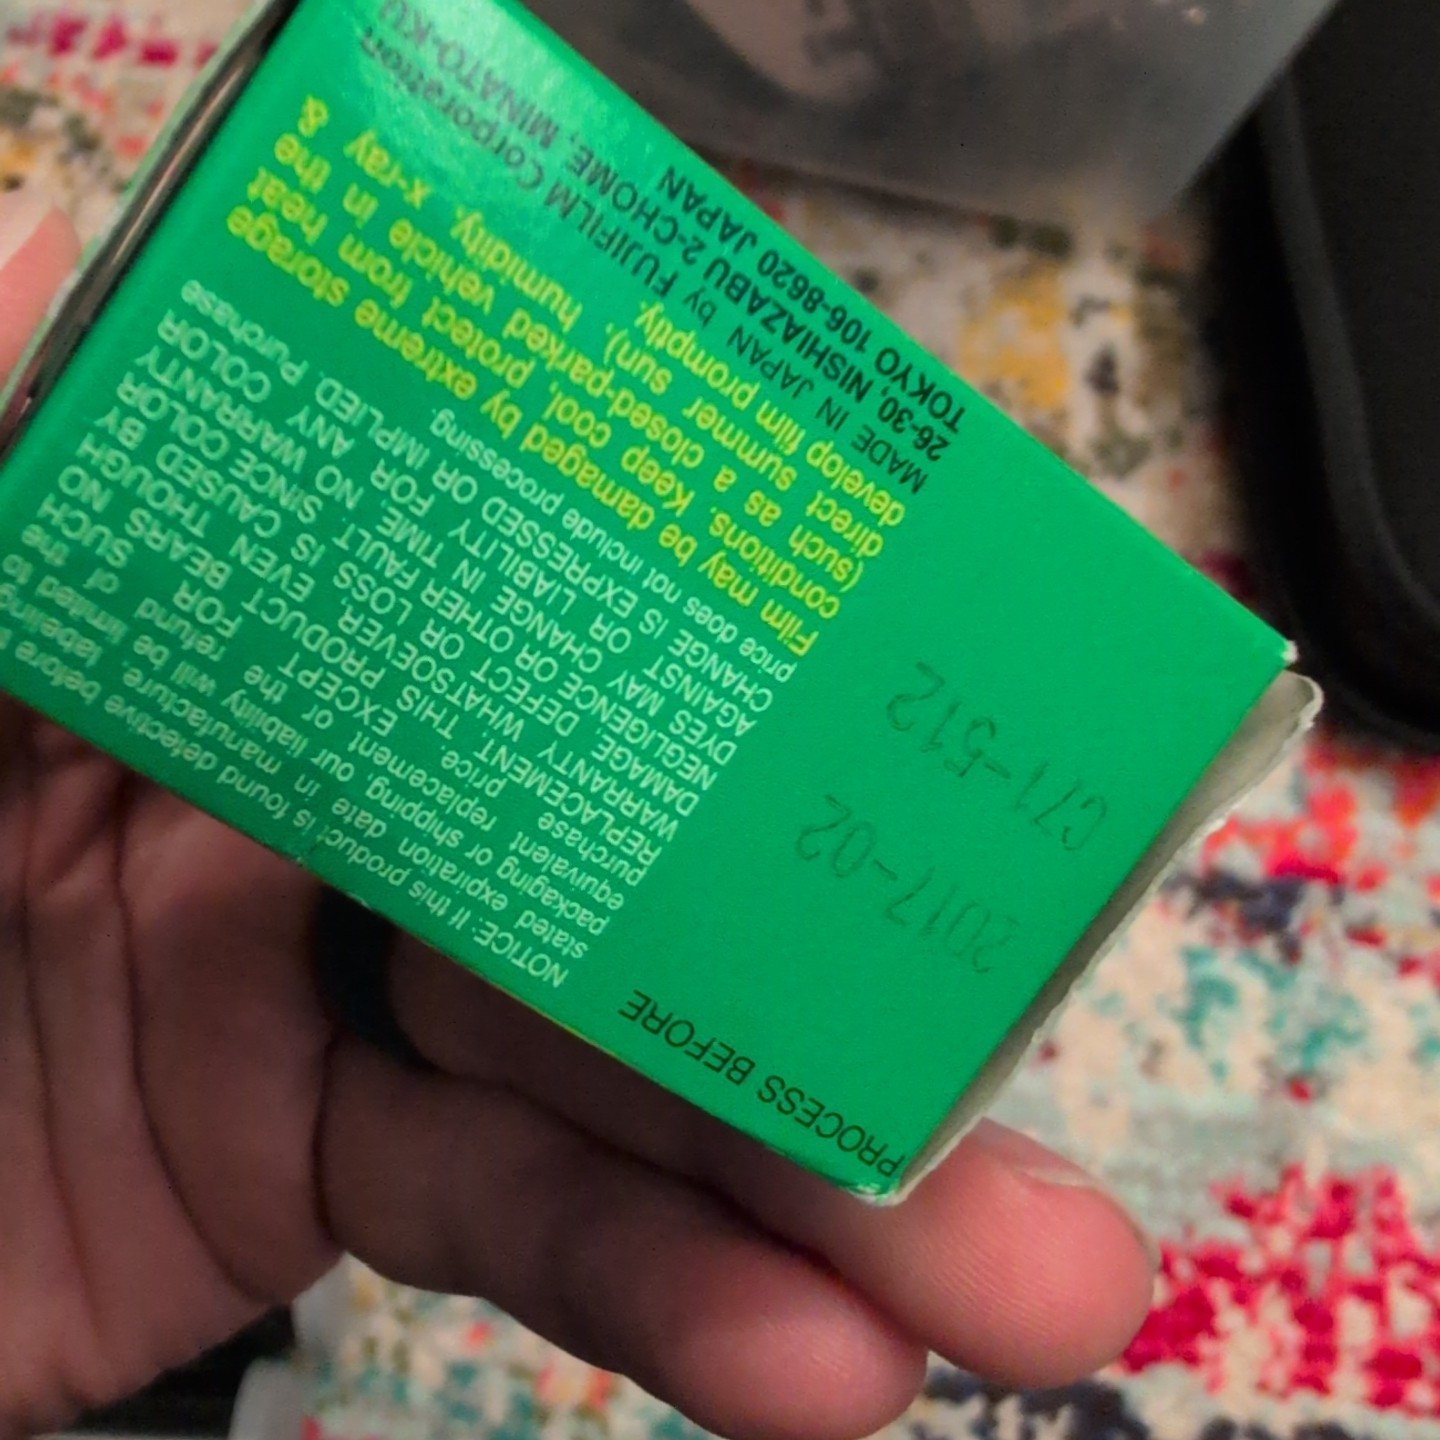 PROCESS BEFORE
2017-02
C71-512
NOTICE: If this product is found defective before
stated expiration date in manufacture, labeling
packaging or shipping, our liability will be limited to
equivalent replacement or the refund of the
purchase price. EXCEPT FOR SUCH
REPLACEMENT, THIS PRODUCT BEARS NO
WARRANTY WHATSOEVER, EVEN THOUGH
DAMAGE, DEFECT OR LOSS IS CAUSED BY
NEGLIGENCE OR OTHER FAULT. SINCE COLOR
DYES MAY CHANGE IN TIME, NO WARRANTY
AGAINST OR LIABILITY FOR ANY COLOR
CHANGE IS EXPRESSED OR IMPLIED. Purchase
price does not include processing
Film may be damaged by extreme storage
conditions. Keep cool, protect from heat
(such as a closed-parked vehicle in the
direct summer sun), humidity, x-ray &
develop film promptly.
MADE IN JAPAN by FUJIFILM Corporation
26-30, NISHIAZABU 2-CHOME, MINATO-KU
TOKYO 106-8620 JAPAN